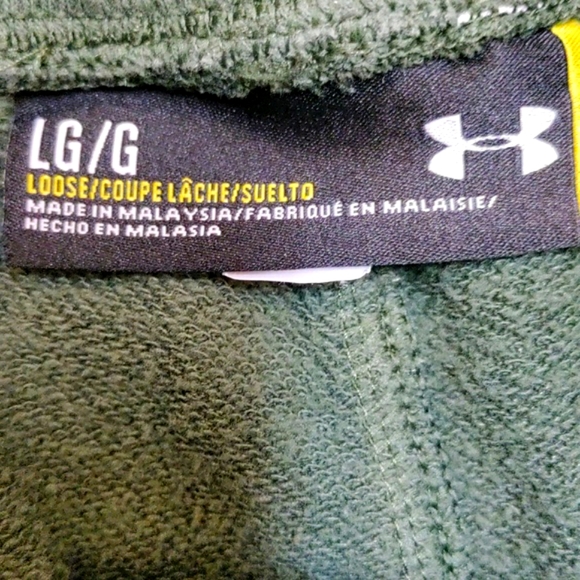 LG/G
LOOSE/COUPE LÂCHE/SUELTO
MADE IN MALAYSIA/FABRIQUÉ EN MALAISIE/
HECHO EN MALASIA